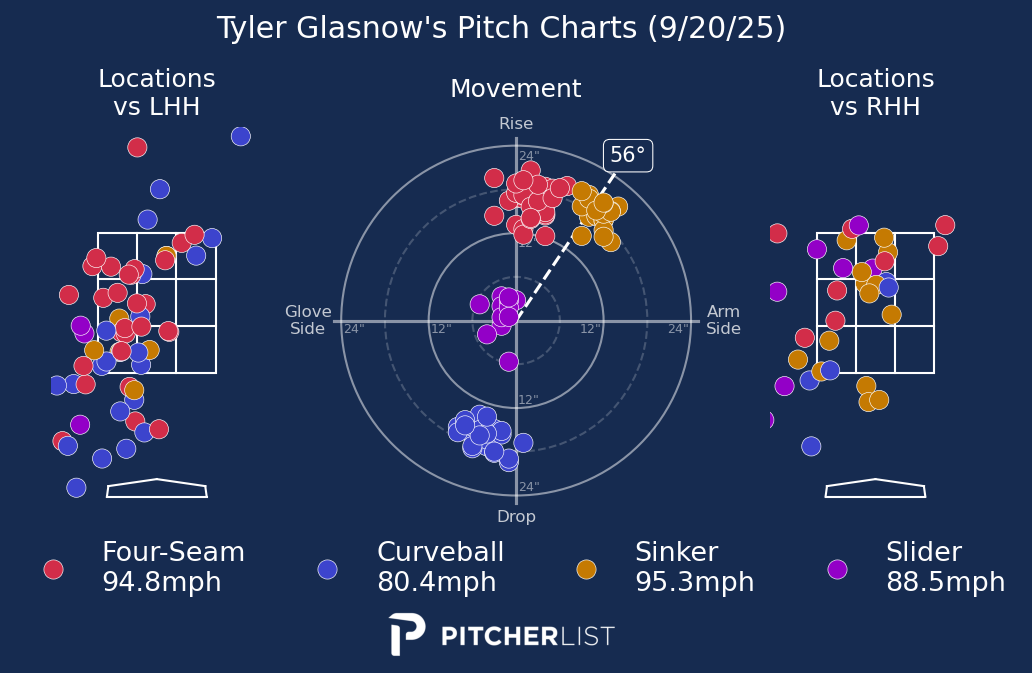 Tyler Glasnow's Pitch Charts (9/20/25)
Locations
vs LHH
Movement
Locations
vs RHH
Rise
24"
56°
12"
Glove
Side
24"
12"
12"
24"
Arm
Side
12"
24"
Drop
Four-Seam
94.8mph
Curveball
80.4mph
Sinker
95.3mph
Slider
88.5mph
PITCHERLIST